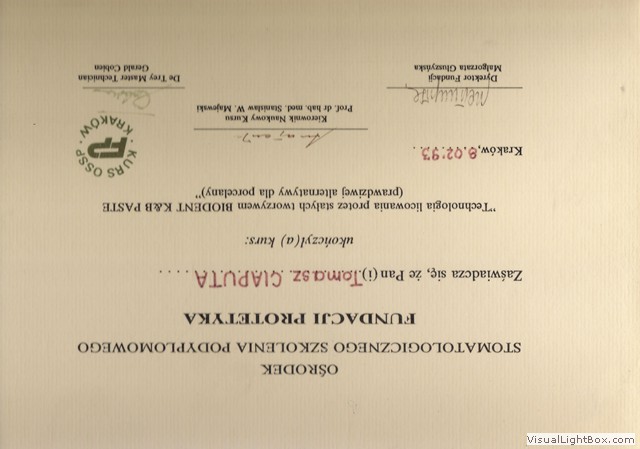 OŚRODEK
STOMATOLOGICZNEGO SZKOLENIA PODYPLOMOWEGO
FUNDACJI PROTETYKA
Zaświadcza się, że Pan (i) Tomasz CIAPUTA
ukończył(a) kurs:
"Technologia licowania protez stałych tworzywem BIODENT K&B PASTE
(prawdziwej alternatywy dla porcelany)"
Kraków, 8.02.93
KURS OSSP · KRAKÓW ·
FP
Kierownik Naukowy Kursu
Prof. dr hab. med. Stanisław W. Majewski
Dyrektor Fundacji
Małgorzata Głuszyńska
De Trey Master Technician
Gerald Cobien
VisualLightBox.com